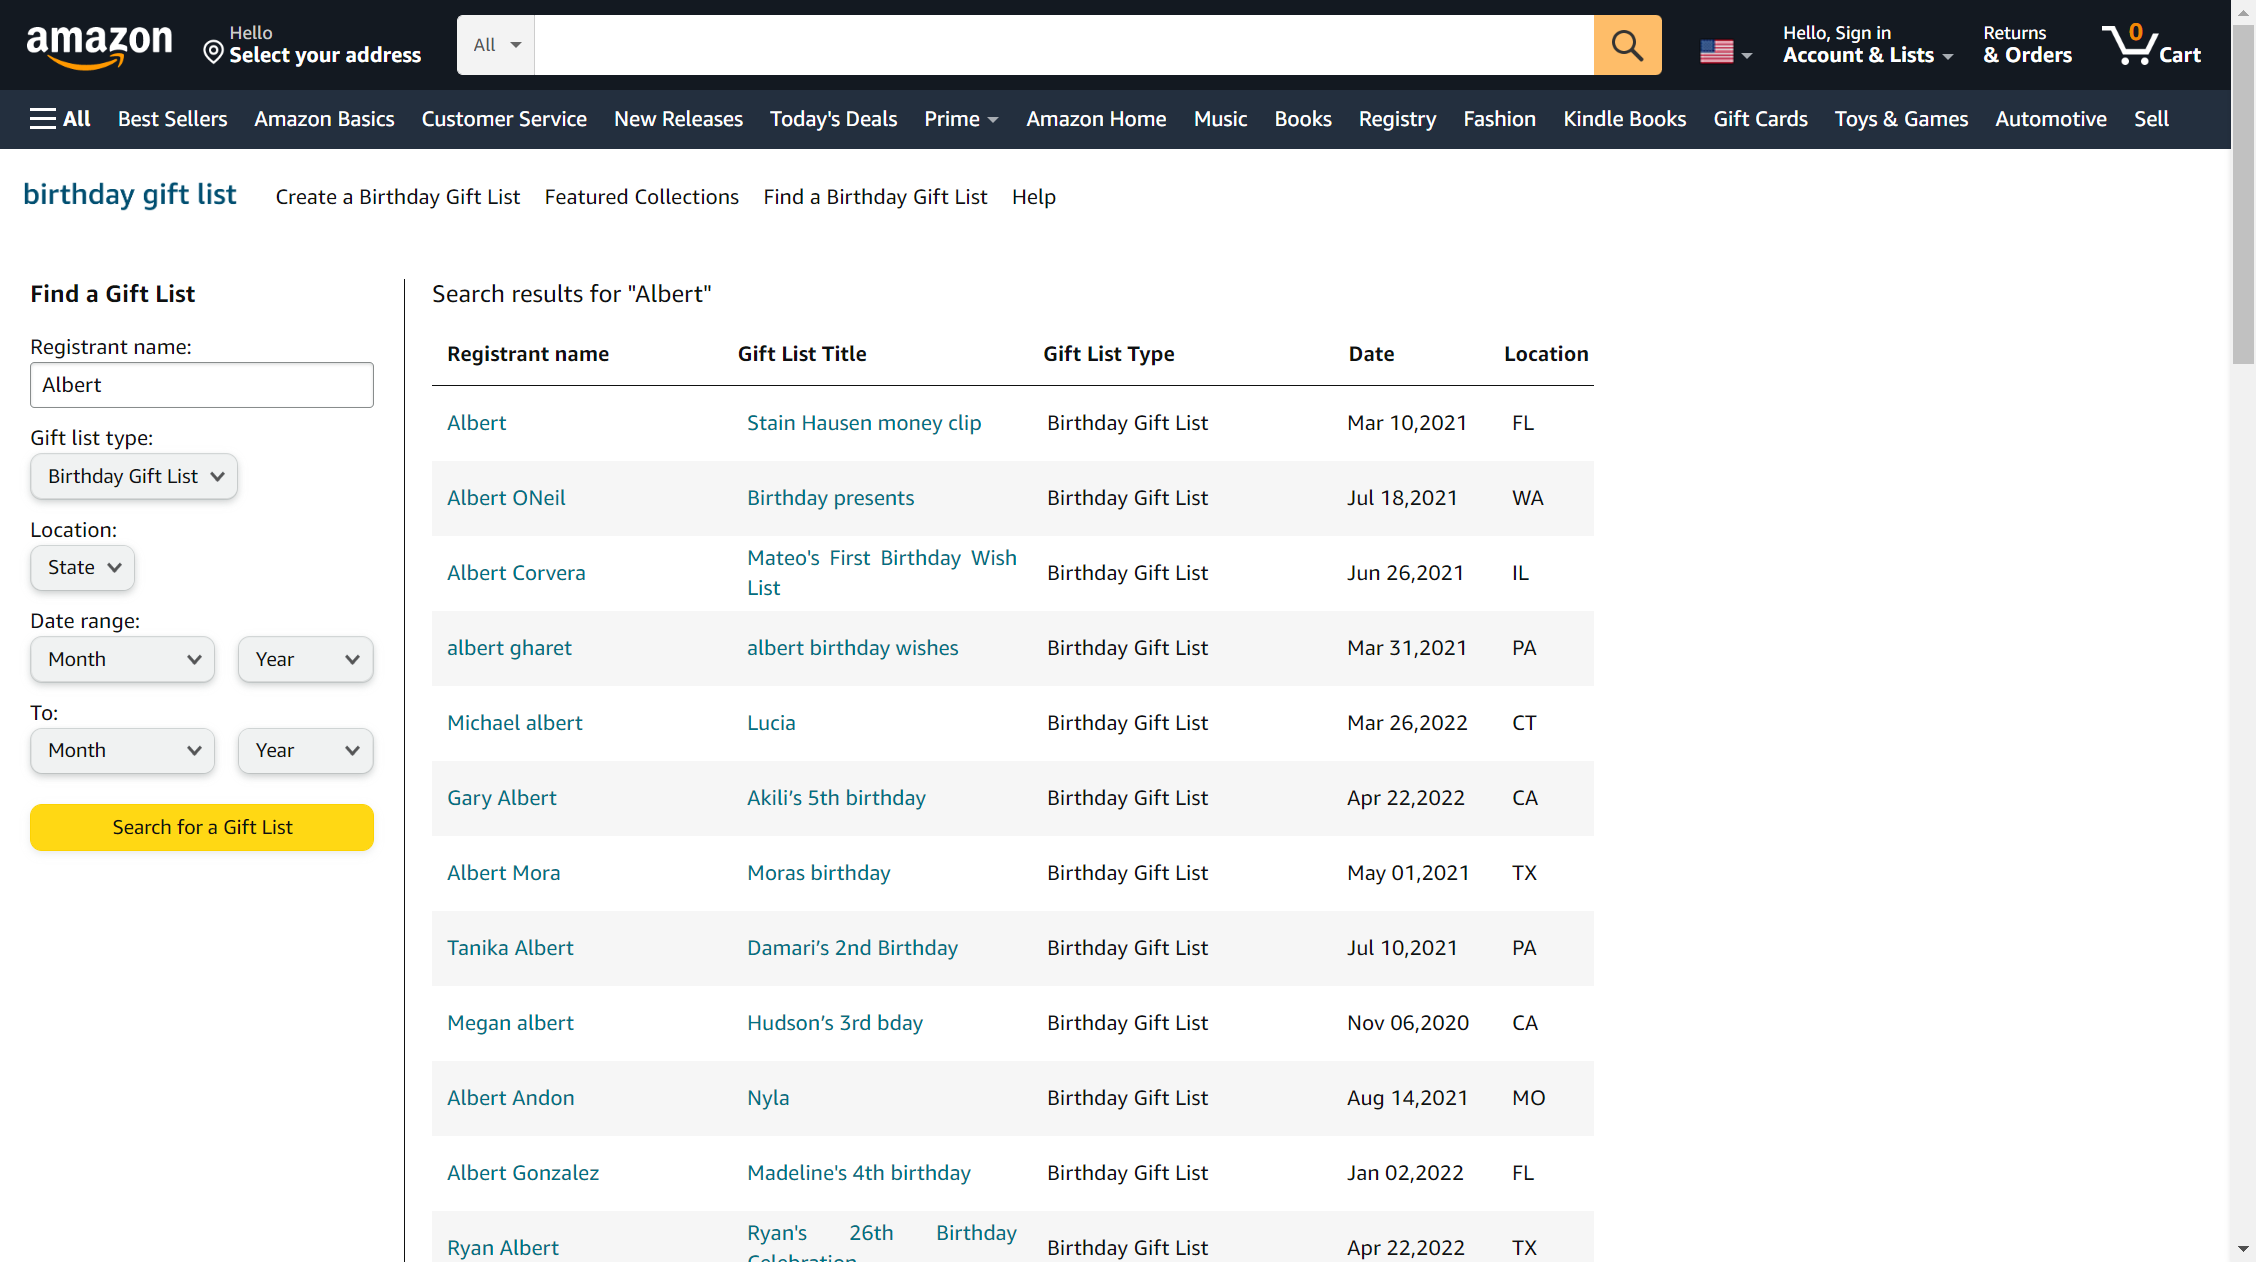 amazon
Hello
Select your address
All
Hello, Sign in
Account & Lists
Returns
& Orders
0
Cart
All Best Sellers Amazon Basics Customer Service New Releases Today's Deals Prime Amazon Home Music Books Registry Fashion Kindle Books Gift Cards Toys & Games Automotive Sell
birthday gift list Create a Birthday Gift List Featured Collections Find a Birthday Gift List Help
Find a Gift List
Registrant name:
Albert
Gift list type:
Birthday Gift List
Location:
State
Date range:
Month Year
To:
Month Year
Search for a Gift List
Search results for "Albert"
Registrant name Gift List Title Gift List Type Date Location
Albert Stain Hausen money clip Birthday Gift List Mar 10,2021 FL
Albert ONeil Birthday presents Birthday Gift List Jul 18,2021 WA
Albert Corvera Mateo's First Birthday Wish Birthday Gift List Jun 26,2021 IL
List
albert gharet albert birthday wishes Birthday Gift List Mar 31,2021 PA
Michael albert Lucia Birthday Gift List Mar 26,2022 CT
Gary Albert Akili’s 5th birthday Birthday Gift List Apr 22,2022 CA
Albert Mora Moras birthday Birthday Gift List May 01,2021 TX
Tanika Albert Damari’s 2nd Birthday Birthday Gift List Jul 10,2021 PA
Megan albert Hudson’s 3rd bday Birthday Gift List Nov 06,2020 CA
Albert Andon Nyla Birthday Gift List Aug 14,2021 MO
Albert Gonzalez Madeline's 4th birthday Birthday Gift List Jan 02,2022 FL
Ryan Albert Ryan's 26th Birthday Birthday Gift List Apr 22,2022 TX
Celebration